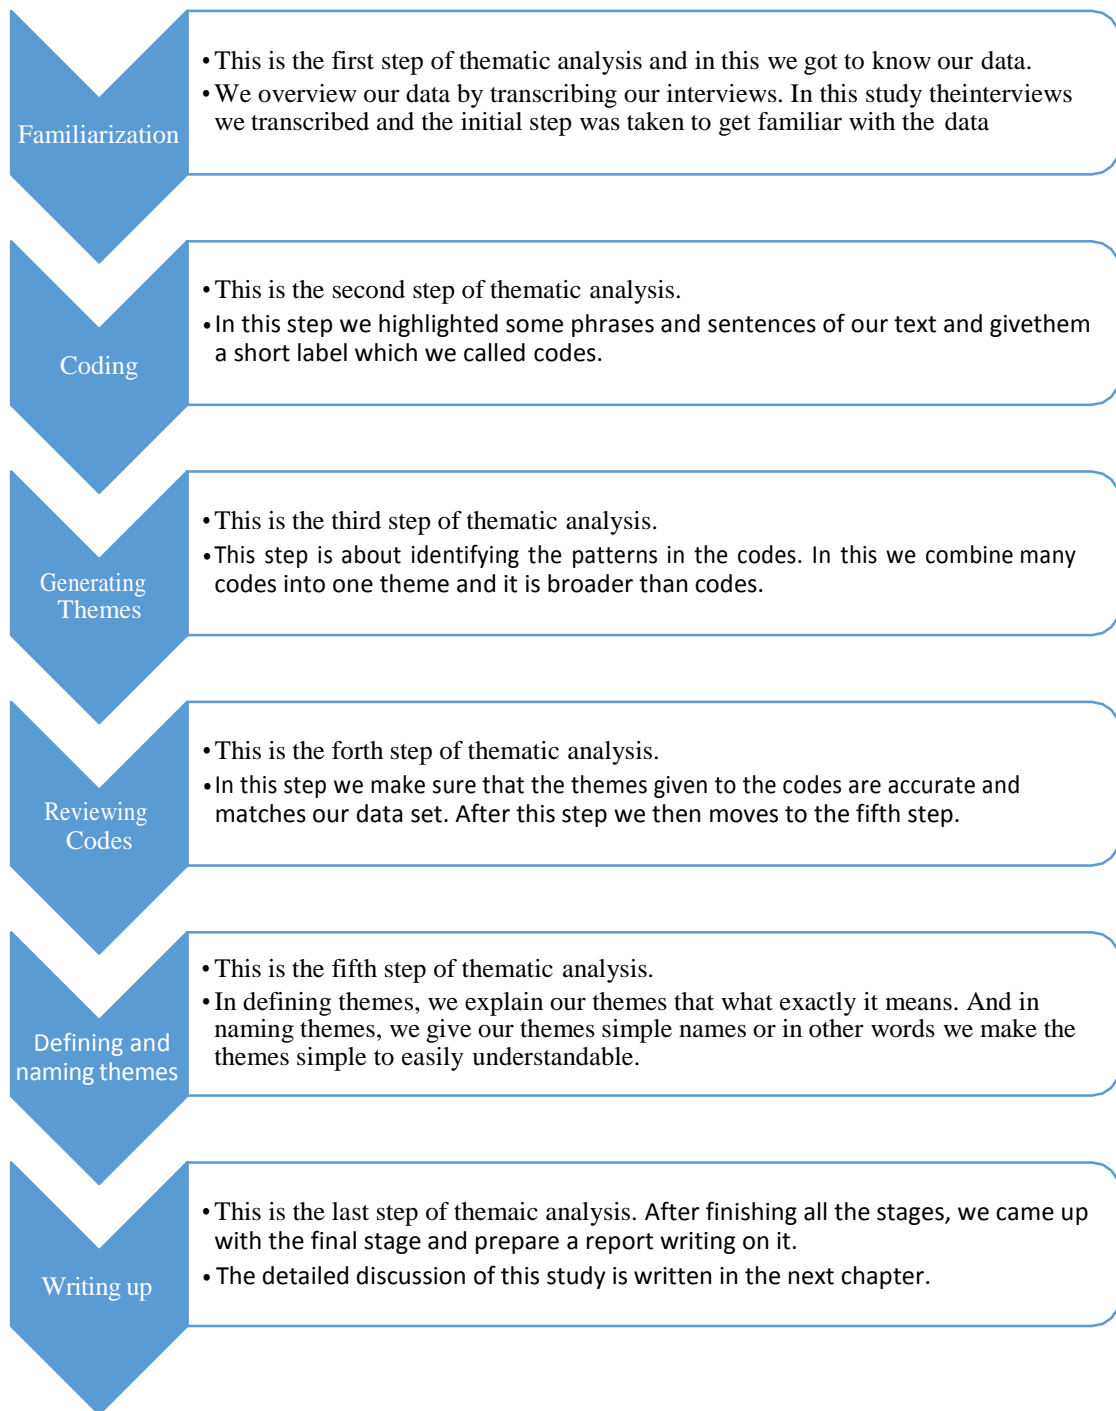 Familiarization
•This is the first step of thematic analysis and in this we got to know our data.
•We overview our data by transcribing our interviews. In this study theinterviews
we transcribed and the initial step was taken to get familiar with the data
Coding
•This is the second step of thematic analysis.
•In this step we highlighted some phrases and sentences of our text and givethem
a short label which we called codes.
Generating
Themes
•This is the third step of thematic analysis.
•This step is about identifying the patterns in the codes. In this we combine many
codes into one theme and it is broader than codes.
Reviewing
Codes
•This is the forth step of thematic analysis.
•In this step we make sure that the themes given to the codes are accurate and
matches our data set. After this step we then moves to the fifth step.
Defining and
naming themes
•This is the fifth step of thematic analysis.
•In defining themes, we explain our themes that what exactly it means. And in
naming themes, we give our themes simple names or in other words we make the
themes simple to easily understandable.
Writing up
•This is the last step of themaic analysis. After finishing all the stages, we came up
with the final stage and prepare a report writing on it.
•The detailed discussion of this study is written in the next chapter.